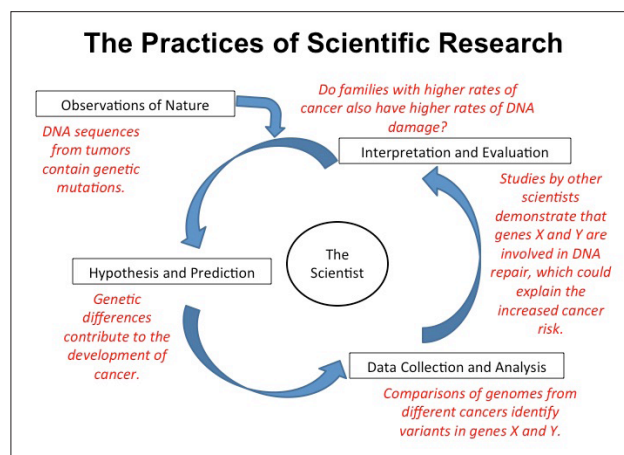 The Practices of Scientific Research
Observations of Nature
DNA sequences
from tumors
contain genetic
mutations.
Do families with higher rates of
cancer also have higher rates of DNA
damage?
Interpretation and Evaluation
Studies by other
scientists
demonstrate that
genes X and Y are
involved in DNA
repair, which could
explain the
increased cancer
risk.
The
Scientist
Hypothesis and Prediction
Genetic
differences
contribute to the
development of
cancer.
Data Collection and Analysis
Comparisons of genomes from
different cancers identify
variants in genes X and Y.